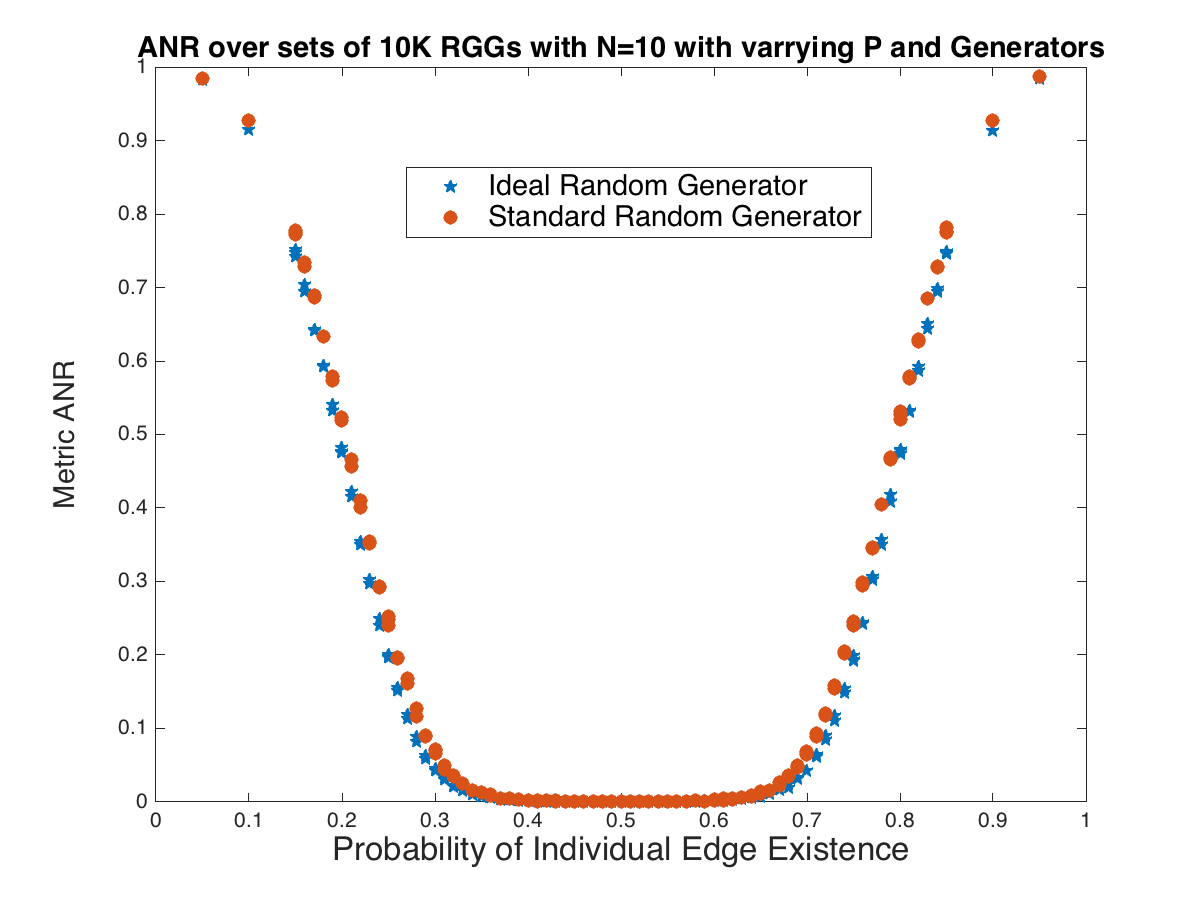 ANR over sets of 10K RGGs with N=10 with varrying P and Generators
1
0.9
0.8
0.7
0.6
0.5
0.4
0.3
0.2
0.1
0
Metric ANR
Ideal Random Generator
Standard Random Generator
0 0.1 0.2 0.3 0.4 0.5 0.6 0.7 0.8 0.9 1
Probability of Individual Edge Existence